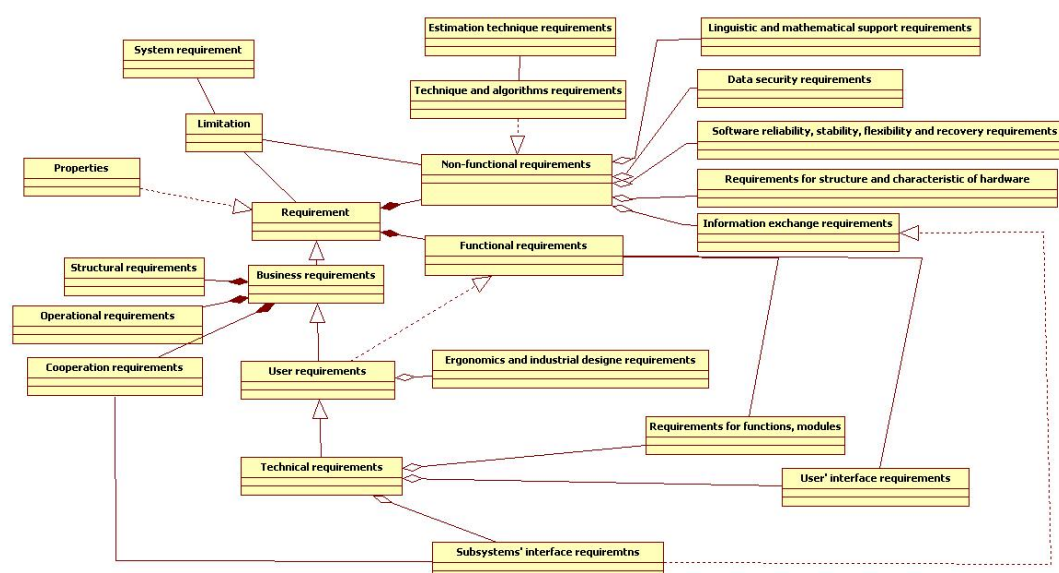 Estimation technique requirements
Linguistic and mathematical support requirements
System requirement
Data security requirements
Technique and algorithms requirements
Limitation
Software reliability, stability, flexibility and recovery requirements
Non-functional requirements
Properties
Requirements for structure and characteristic of hardware
Requirement
Information exchange requirements
Functional requirements
Structural requirements
Business requirements
Operational requirements
Cooperation requirements
User requirements
Ergonomics and industrial designe requirements
Requirements for functions, modules
Technical requirements
User' interface requirements
Subsystems' interface requiremtns